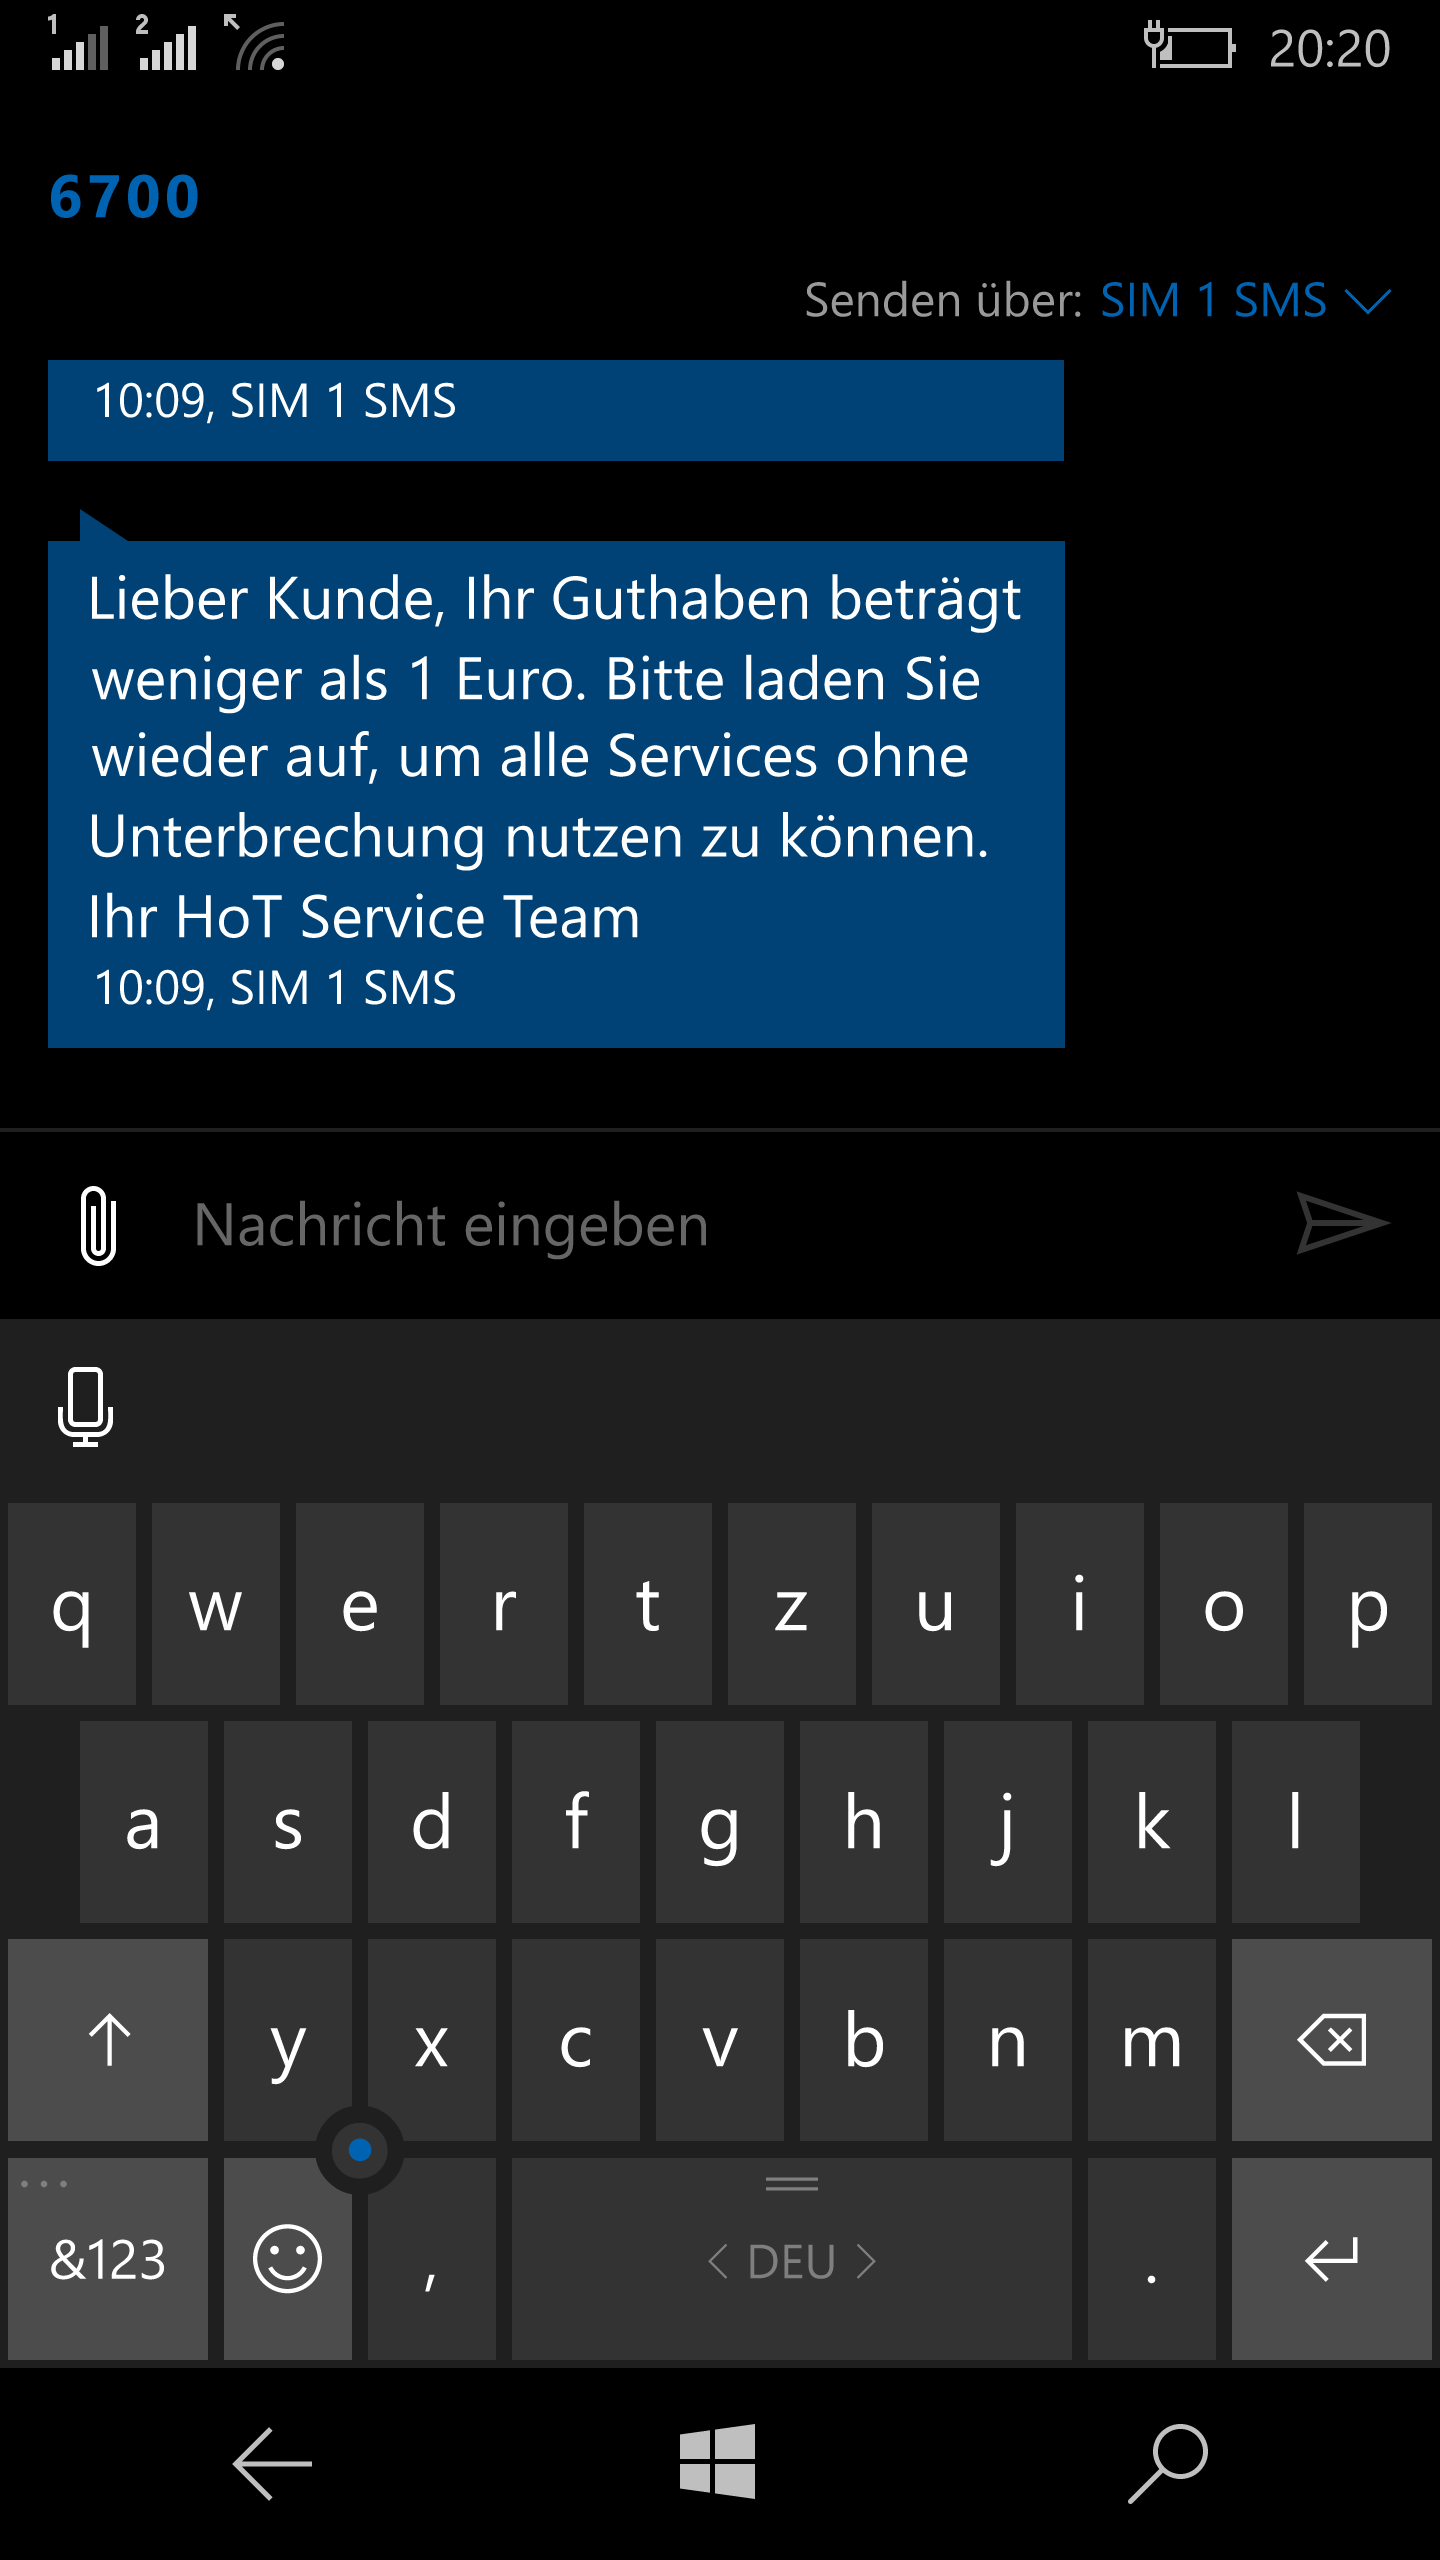 1 2 20:20
6700
Senden über: SIM 1 SMS
10:09, SIM 1 SMS
Lieber Kunde, Ihr Guthaben beträgt
weniger als 1 Euro. Bitte laden Sie
wieder auf, um alle Services ohne
Unterbrechung nutzen zu können.
Ihr HoT Service Team
10:09, SIM 1 SMS
Nachricht eingeben
q w e r t z u i o p
a s d f g h j k l
y x c v b n m
&123 , < DEU > .